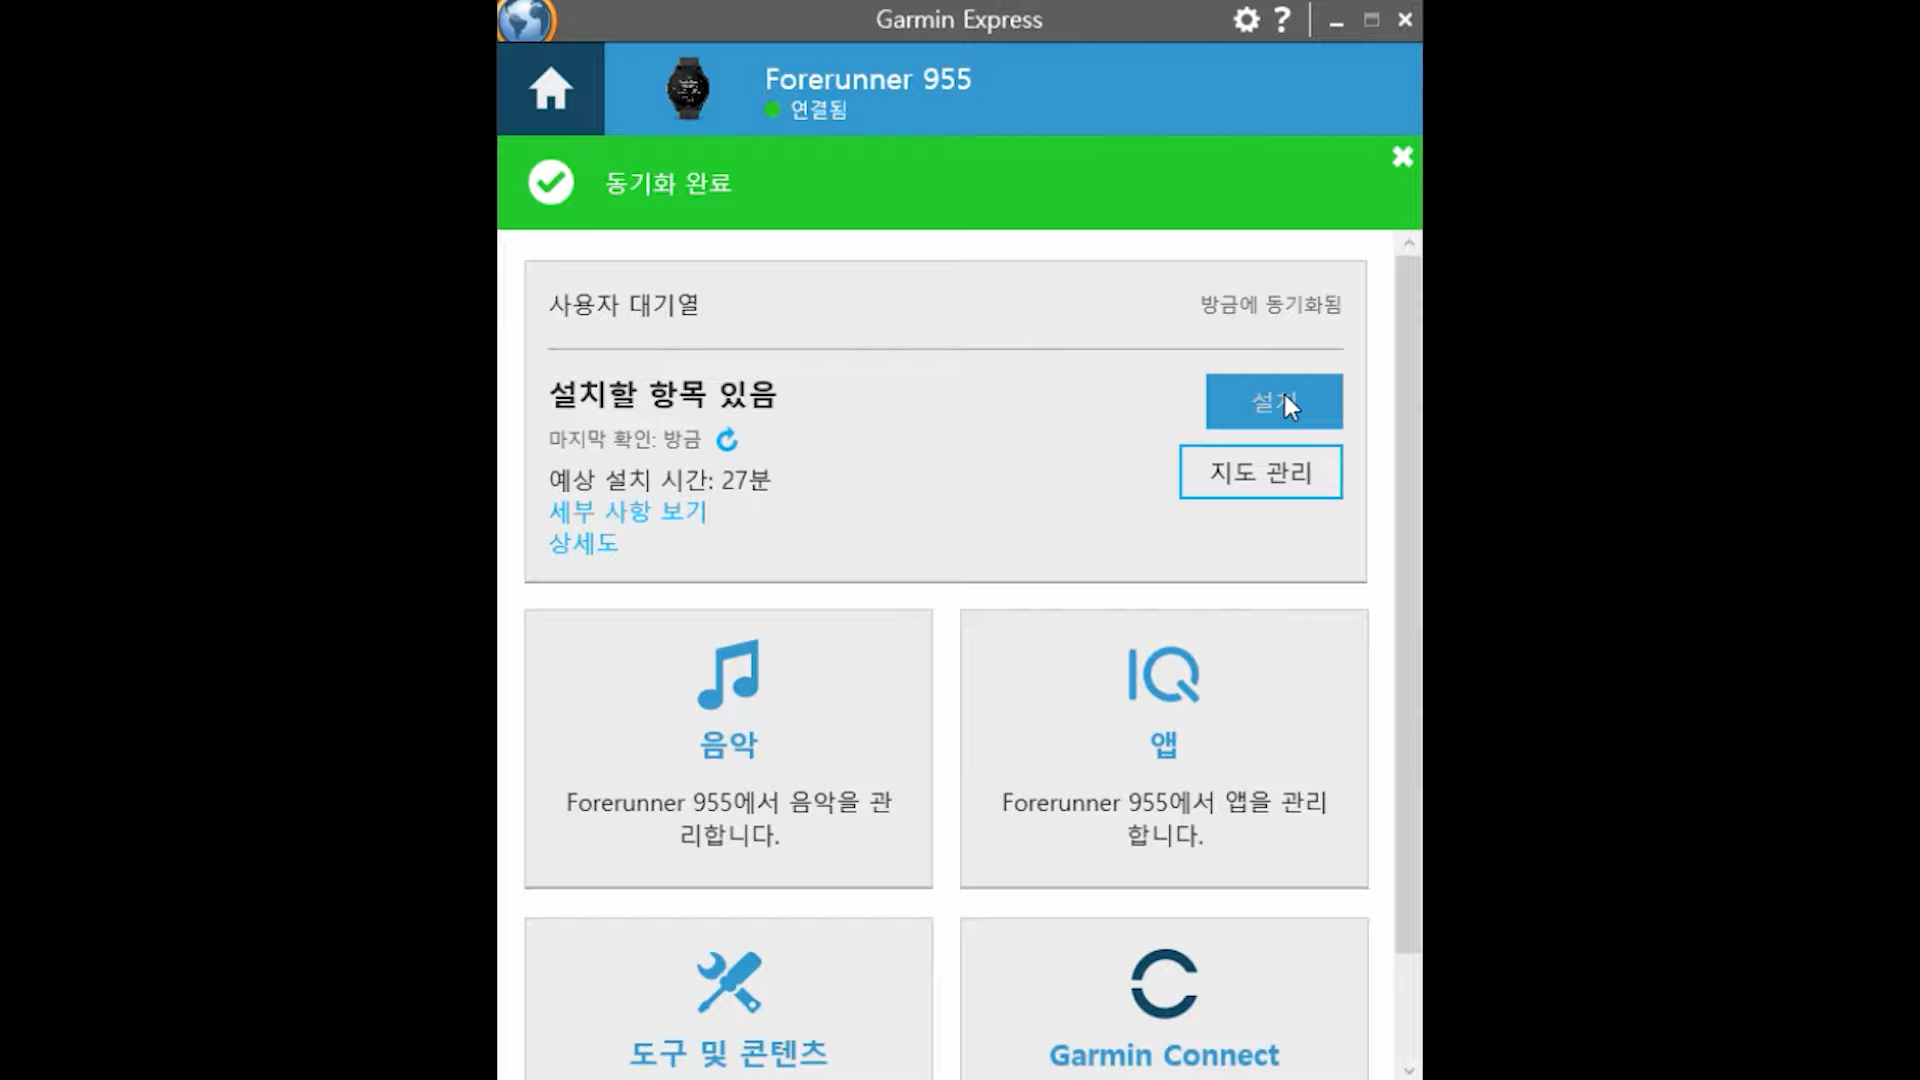 Garmin Express
Forerunner 955
연결됨
동기화 완료
사용자 대기열
방금에 동기화됨
설치할 항목 있음
설치
마지막 확인: 방금
지도 관리
예상 설치 시간: 27분
세부 사항 보기
상세도
IQ
음악
앱
Forerunner 955에서 음악을 관
리합니다.
Forerunner 955에서 앱을 관리
합니다.
도구 및 콘텐츠
Garmin Connect